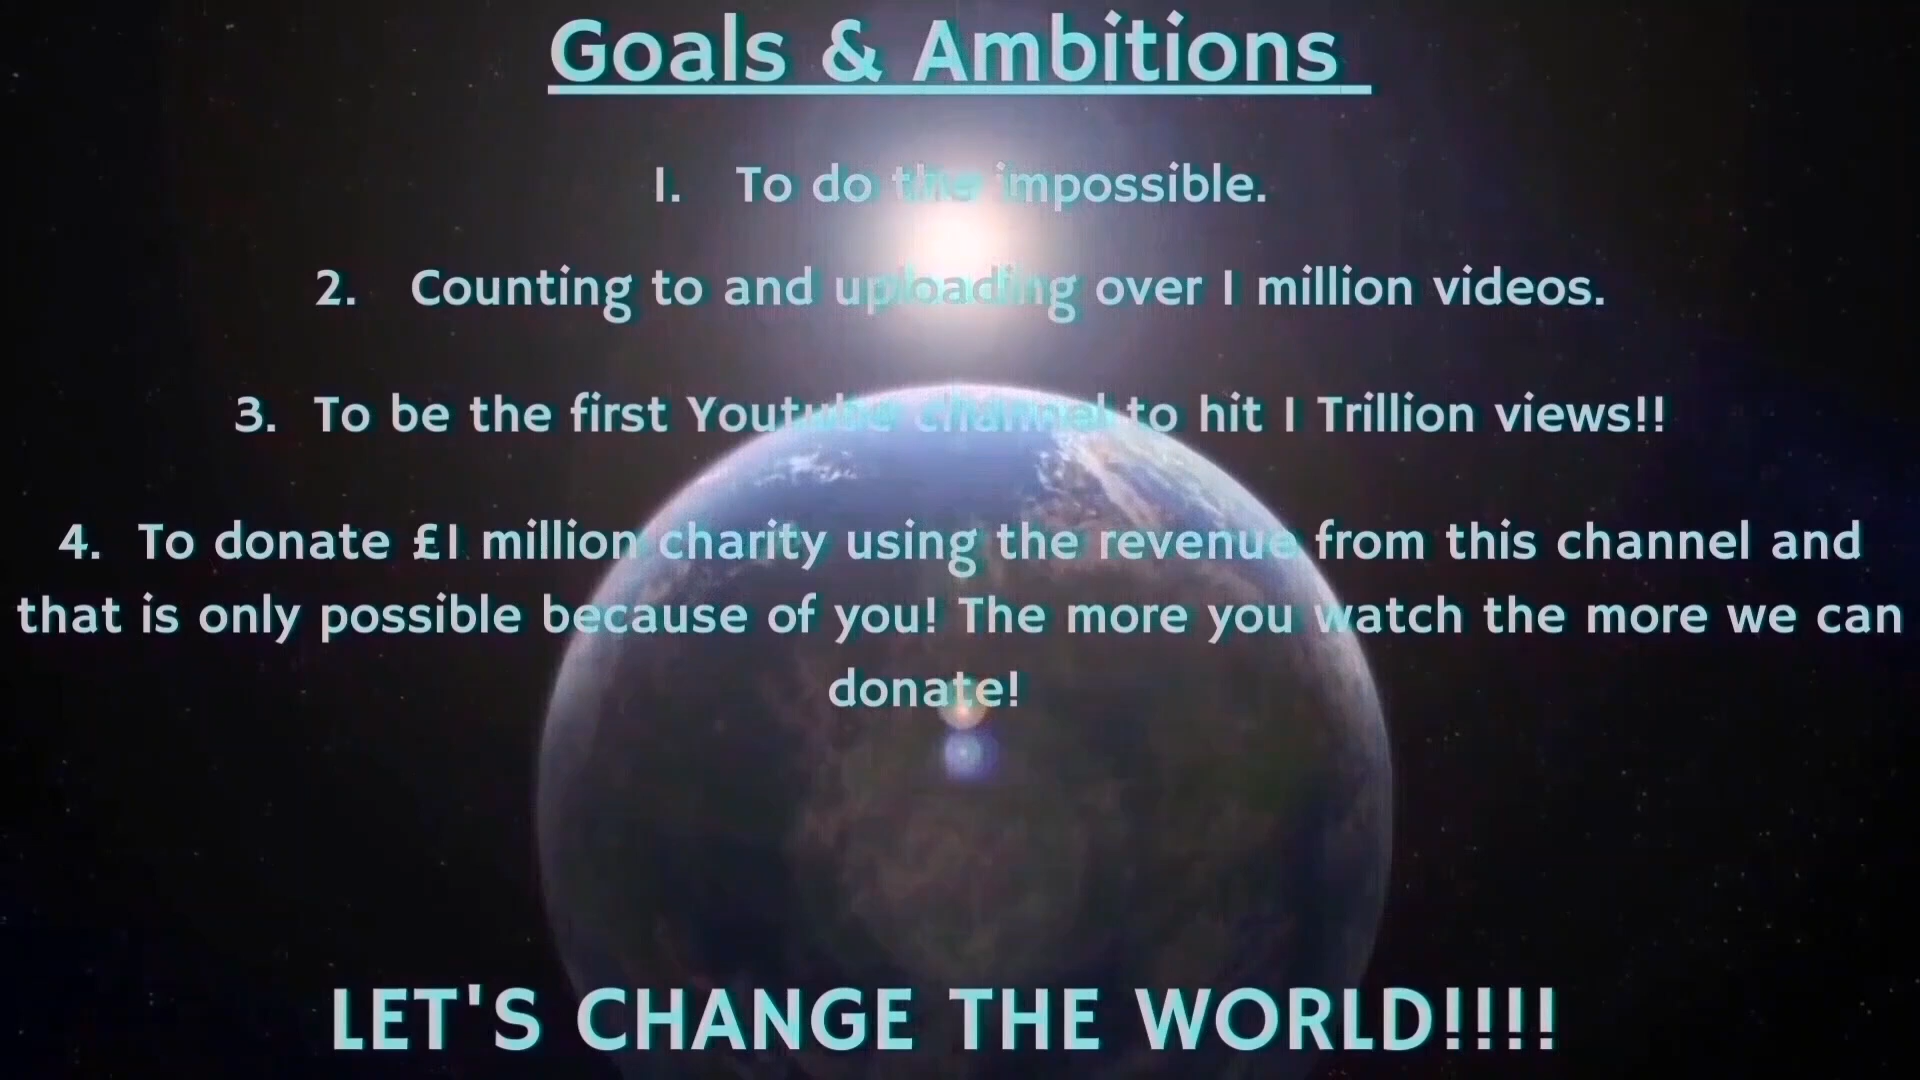 Goals & Ambitions
1. To do the impossible.
2. Counting to and uploading over 1 million videos.
3. To be the first Youtube channel to hit 1 Trillion views!!
4. To donate £1 million charity using the revenue from this channel and
that is only possible because of you! The more you watch the more we can
donate!
LET'S CHANGE THE WORLD!!!!